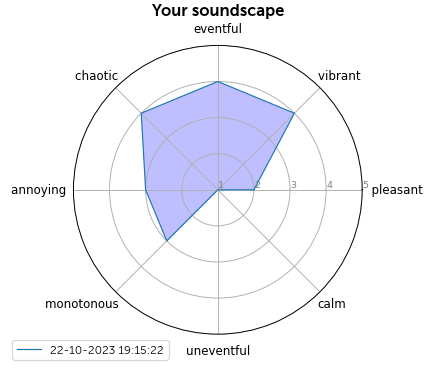 Your soundscape
eventful
chaotic
vibrant
annoying
1 2 3 4 5
pleasant
monotonous
calm
uneventful
22-10-2023 19:15:22